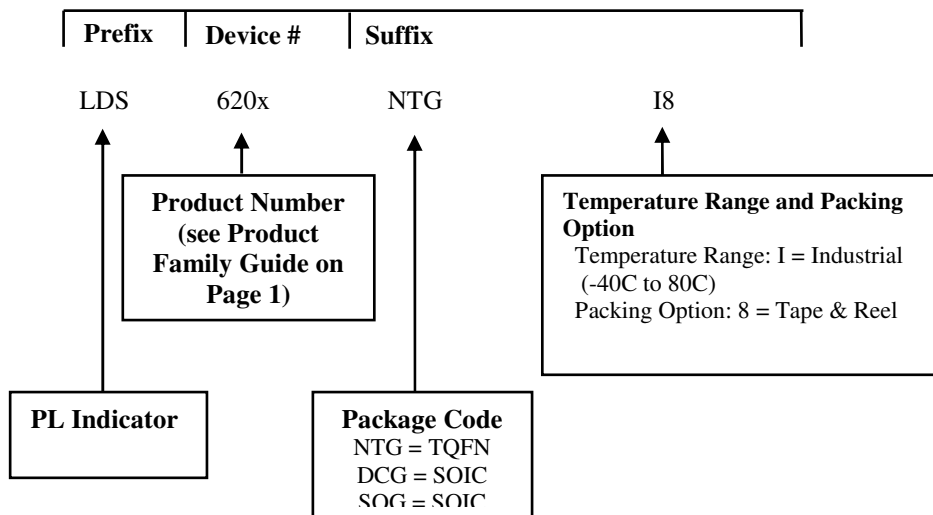 Prefix Device # Suffix
LDS 620x NTG I8
Product Number
(see Product
Family Guide on
Page 1)
Temperature Range and Packing
Option
Temperature Range: I = Industrial
(-40C to 80C)
Packing Option: 8 = Tape & Reel
PL Indicator
Package Code
NTG = TQFN
DCG = SOIC
SOG = SOIC